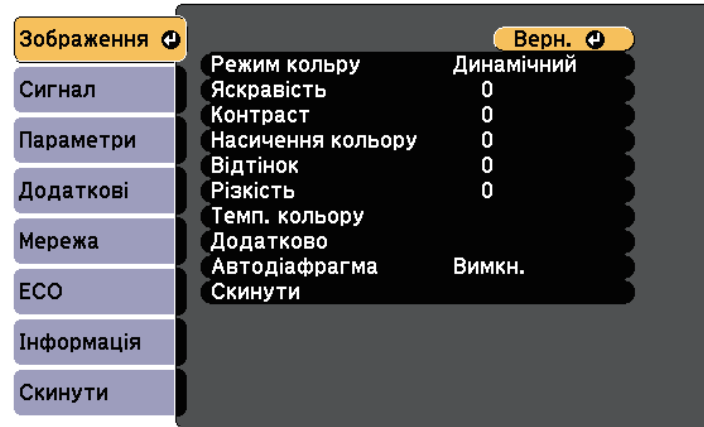 Зображення
Сигнал
Параметри
Додаткові
Мережа
ECO
Інформація
Скинути
Верн.
Режим кольру Динамічний
Яскравість 0
Контраст 0
Насичення кольору 0
Відтінок 0
Різкість 0
Темп. кольору
Додатково
Автодіафрагма Вимкн.
Скинути